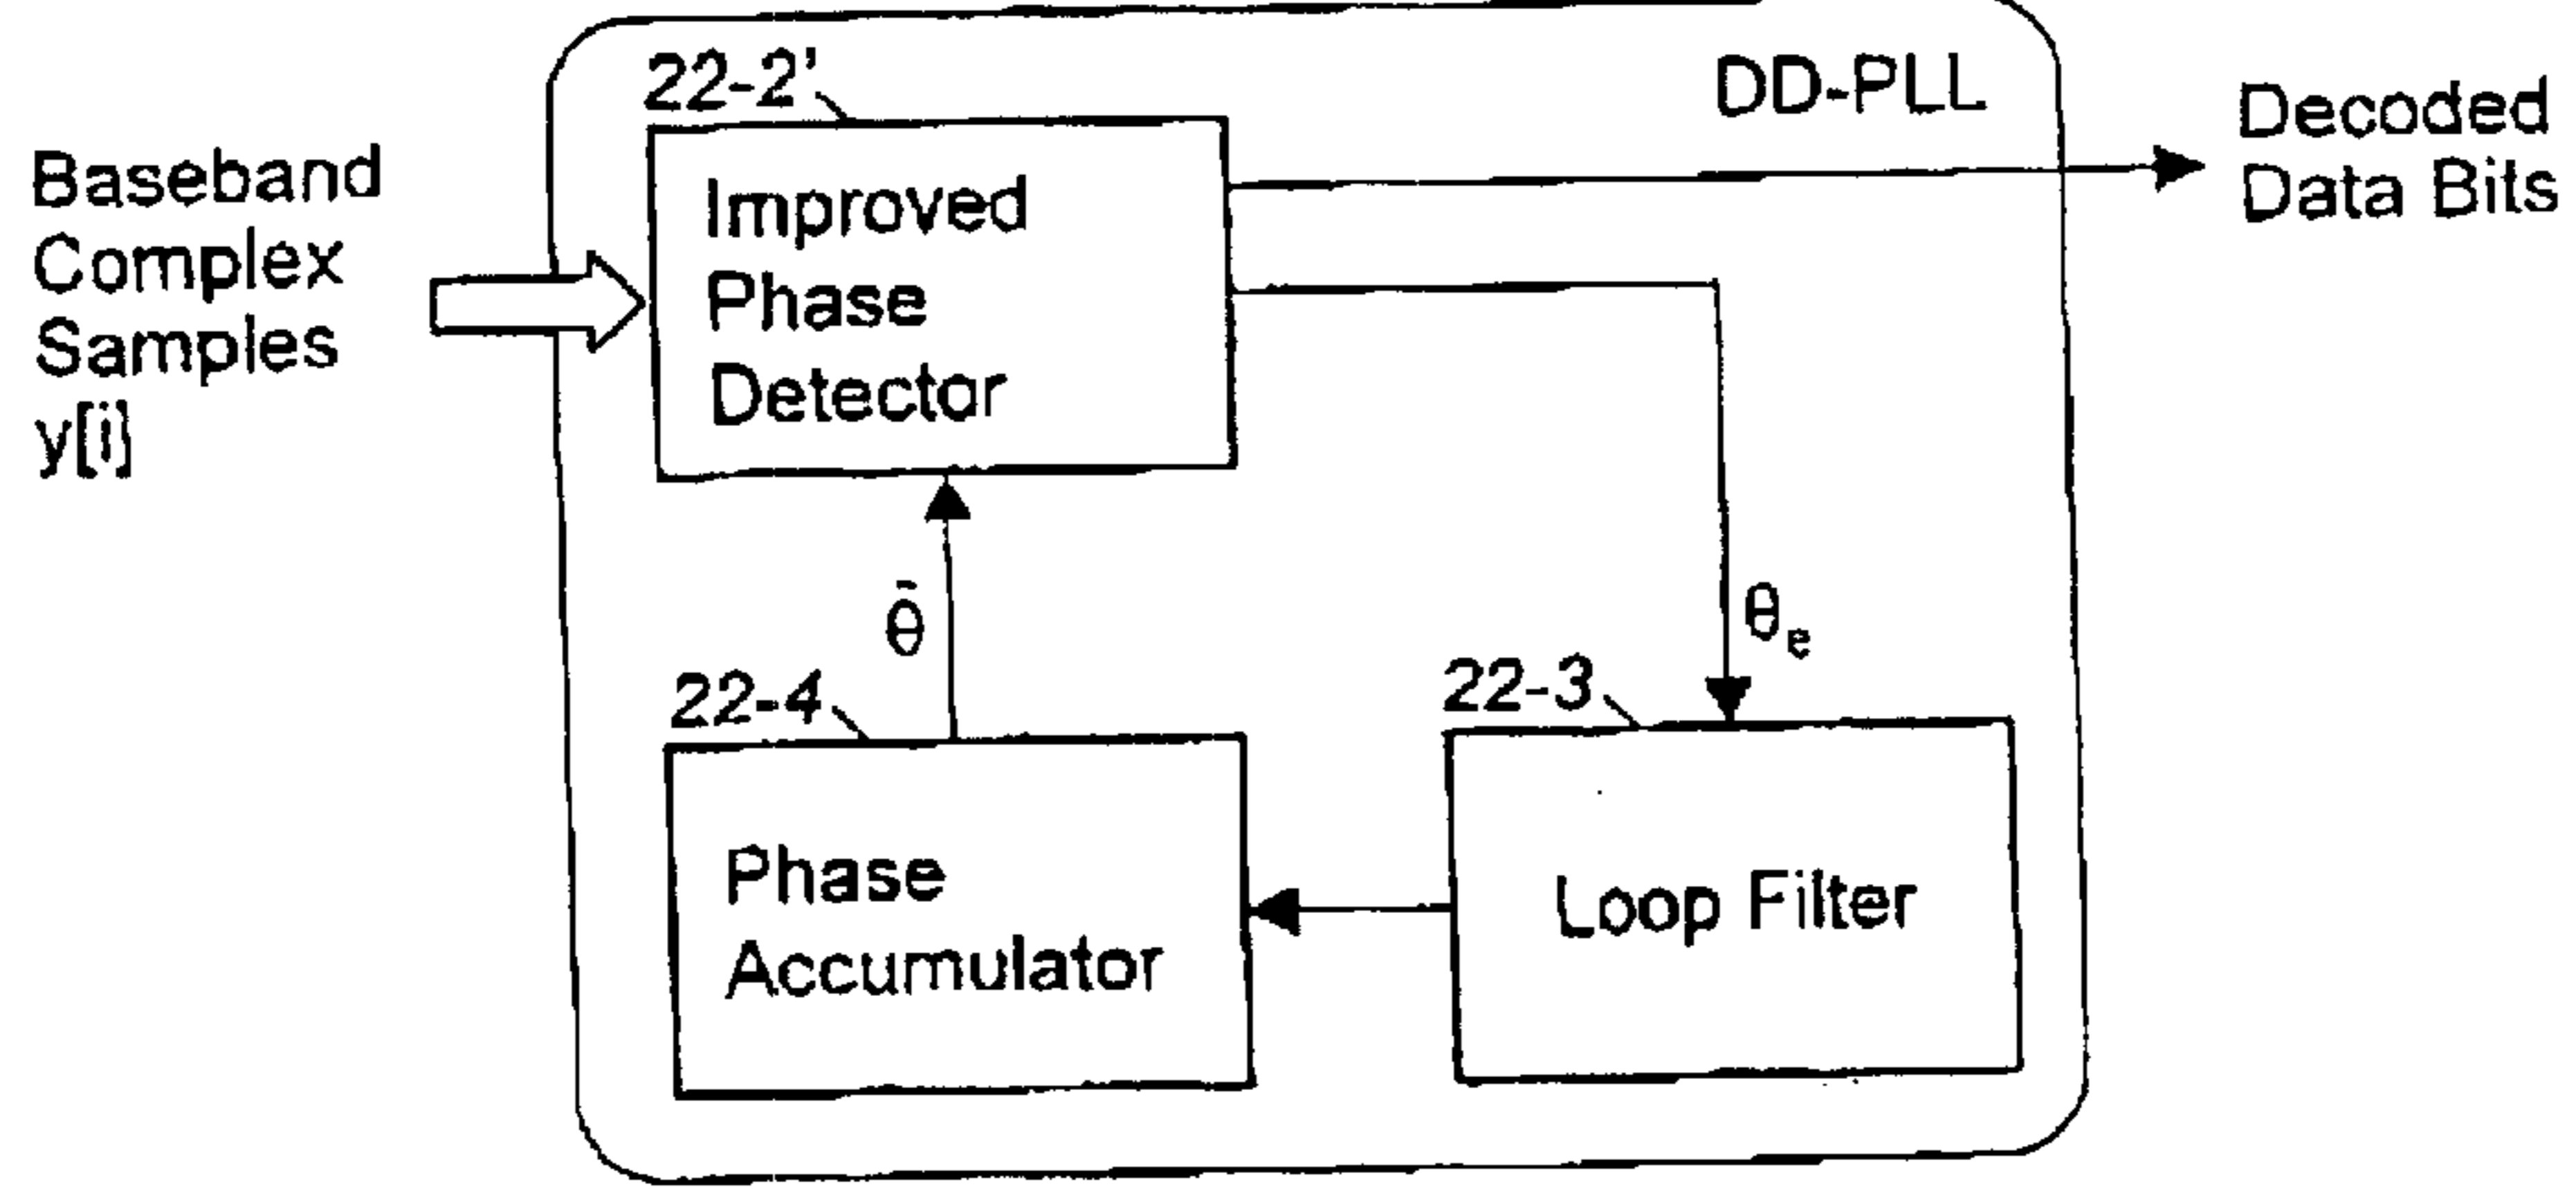 Baseband
Complex
Samples
y[i]
22-2'
DD-PLL
Improved
Phase
Detector
Decoded
Data Bits
θ̄
θe
22-4
22-3
Phase
Accumulator
Loop Filter